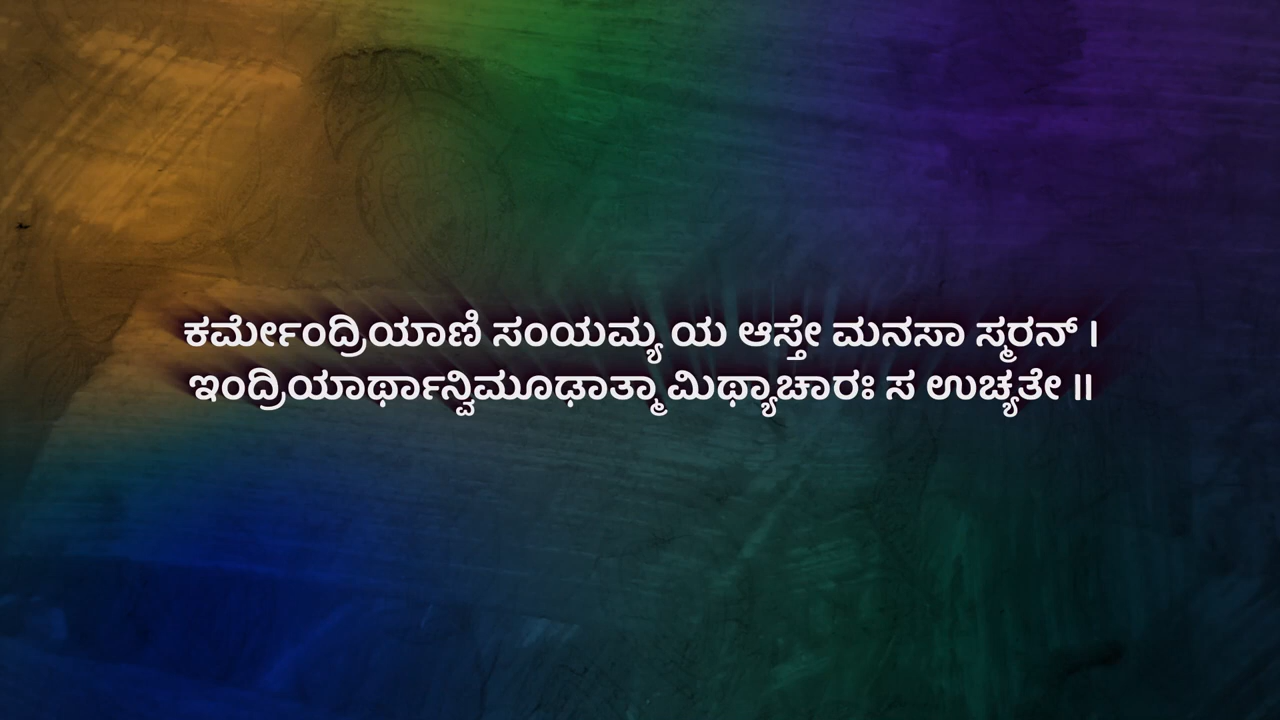 ಕರ್ಮೇಂದ್ರಿಯಾಣಿ ಸಂಯಮ್ಯ ಯ ಆಸ್ತೇ ಮನಸಾ ಸ್ಮರನ್ ।
ಇಂದ್ರಿಯಾರ್ಥಾನ್ವಿಮೂಢಾತ್ಮಾ ಮಿಥ್ಯಾಚಾರಃ ಸ ಉಚ್ಯತೇ ॥